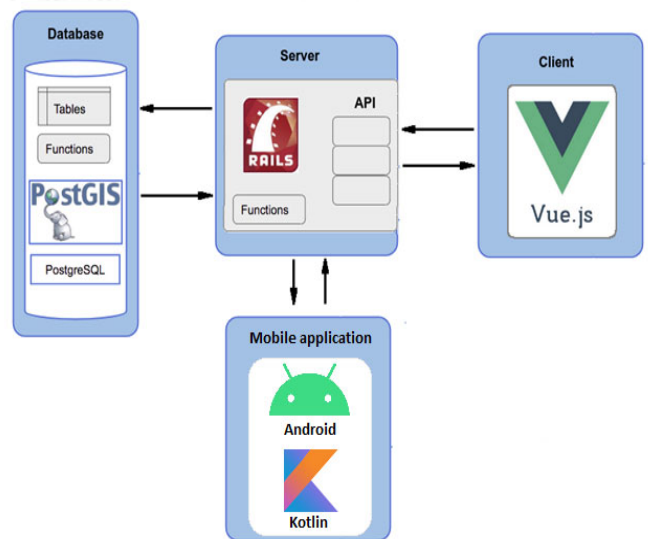 Database
Tables
Functions
PostGIS
PostgreSQL
Server
API
RAILS
Functions
Client
Vue.js
Mobile application
Android
Kotlin